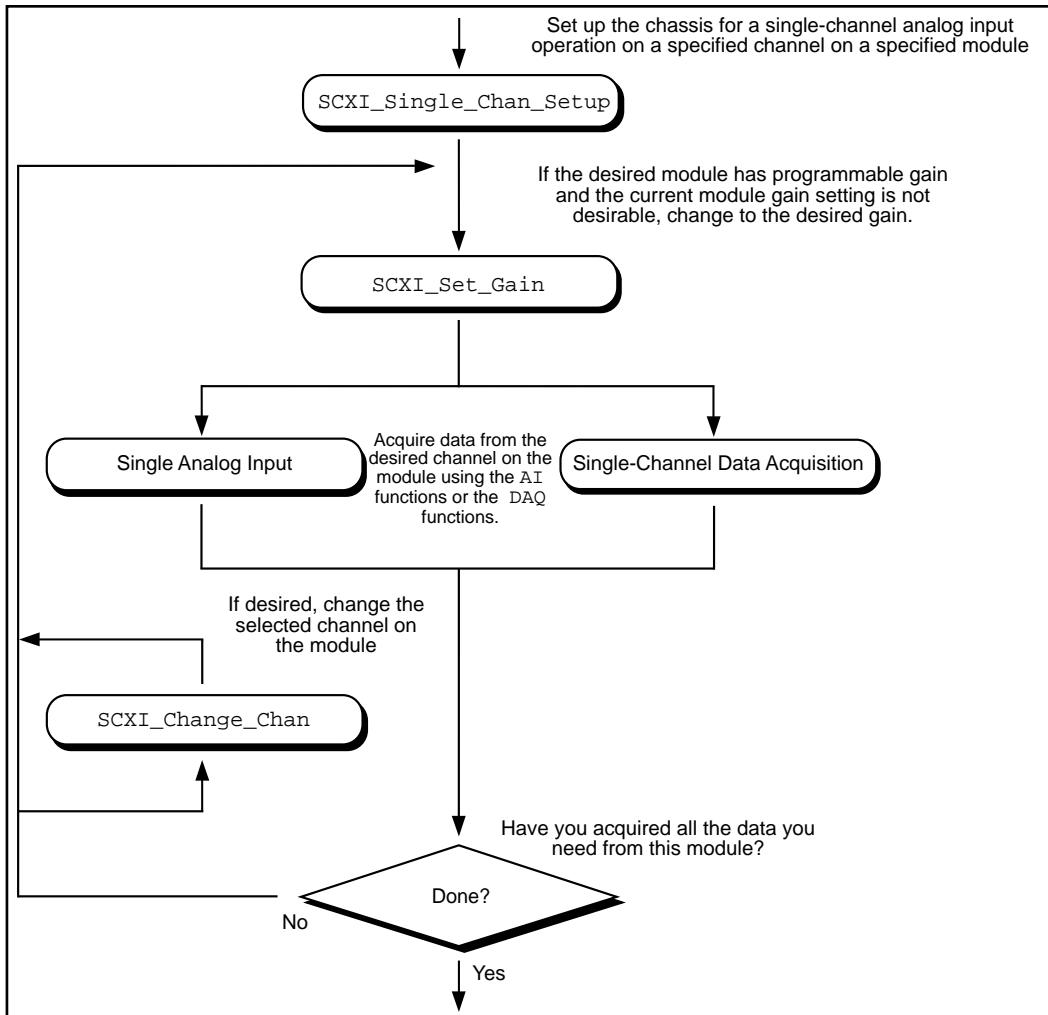 Set up the chassis for a single-channel analog input
operation on a specified channel on a specified module
SCXI_Single_Chan_Setup
If the desired module has programmable gain
and the current module gain setting is not
desirable, change to the desired gain.
SCXI_Set_Gain
Single Analog Input
Acquire data from the
desired channel on the
module using the AI
functions or the DAQ
functions.
Single-Channel Data Acquisition
If desired, change the
selected channel on
the module
SCXI_Change_Chan
Have you acquired all the data you
need from this module?
Done?
No
Yes